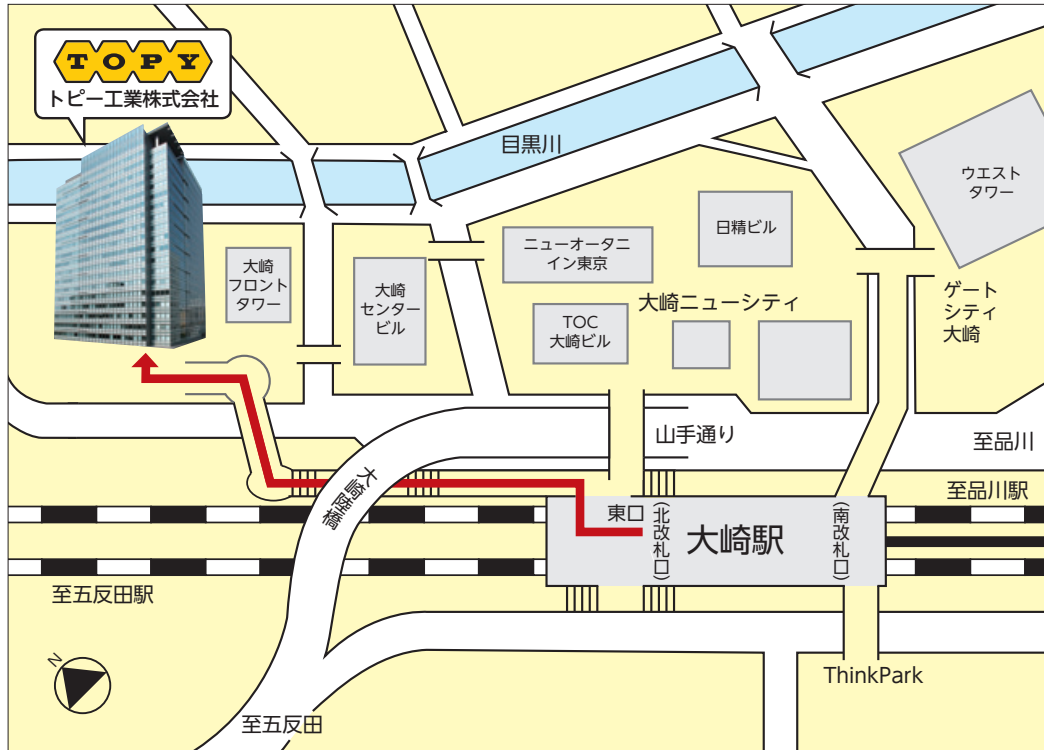 TOPY
トピー工業株式会社
目黒川
ウエスト
タワー
日精ビル
ニューオータニ
イン東京
大崎
フロント
タワー
大崎
センター
ビル
大崎ニューシティ
ゲート
シティ
大崎
TOC
大崎ビル
山手通り
至品川
大崎陸橋
至品川駅
東口
(北改札口)
大崎駅
(南改札口)
至五反田駅
N
ThinkPark
至五反田